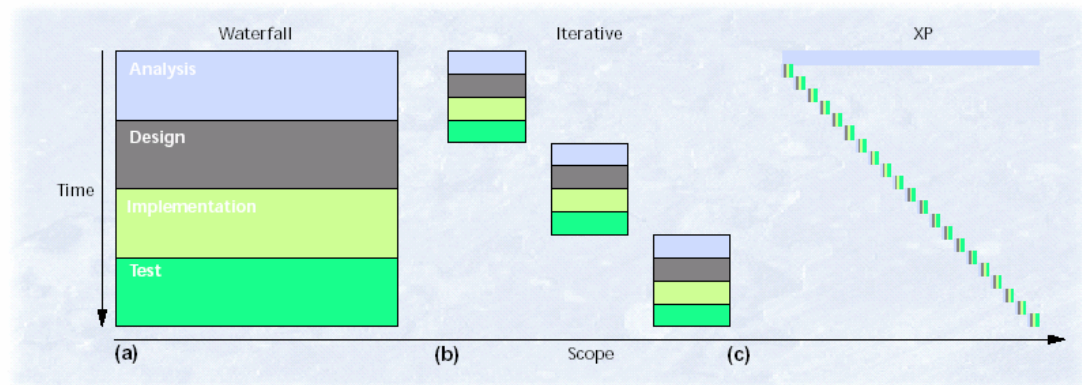 Waterfall
Iterative
XP
Analysis
Design
Time
Implementation
Test
(a)
(b)
Scope
(c)